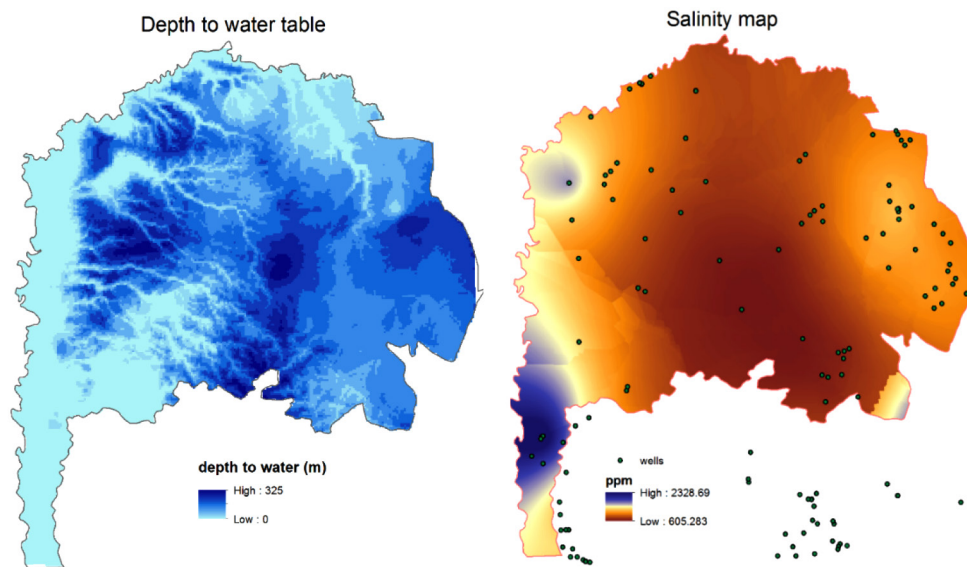 Depth to water table
Salinity map
depth to water (m)
High : 325
Low : 0
wells
ppm
High : 2328.69
Low : 605.283